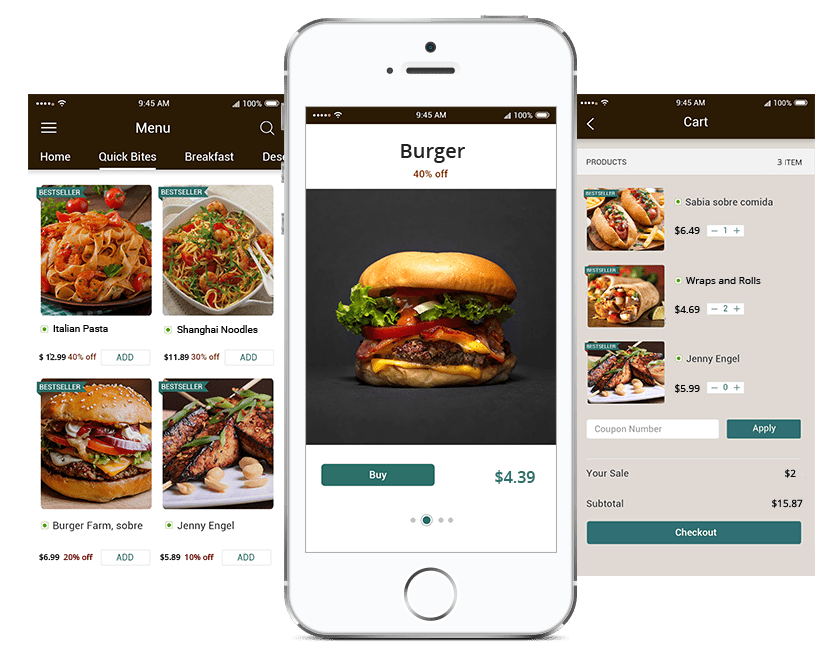 9:45 AM
100%
Menu
Home
Quick Bites
Breakfast
Des
BESTSELLER
BESTSELLER
Italian Pasta
Shanghai Noodles
$ 12.99 40% off
ADD
$11.89 30% off
ADD
BESTSELLER
BESTSELLER
Burger Farm, sobre
Jenny Engel
$6.99 20% off
ADD
$5.89 10% off
ADD
9:45 AM
100%
Burger
40% off
Buy
$4.39
9:45 AM
100%
Cart
PRODUCTS
3 ITEM
BESTSELLER
Sabia sobre comida
$6.49
− 1 +
BESTSELLER
Wraps and Rolls
$4.69
− 2 +
BESTSELLER
Jenny Engel
$5.99
− 0 +
Coupon Number
Apply
Your Sale
$2
Subtotal
$15.87
Checkout